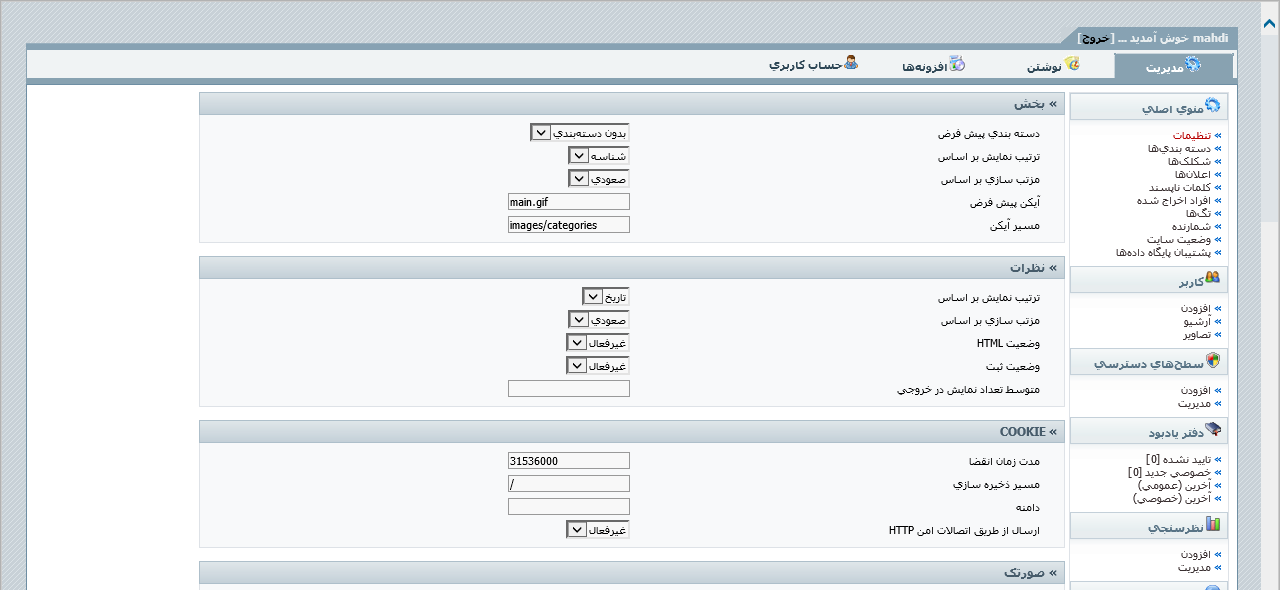 mahdi خوش آمديد ... [خروج]
مديريت
نوشتن
افزونه‌ها
حساب کاربري
منوي اصلي
» تنظيمات
» دسته بندي‌ها
» شکلک‌ها
» اعلان‌ها
» کلمات ناپسند
» افراد اخراج شده
» تگ‌ها
» شمارنده
» وضعيت سايت
» پشتيبان پايگاه داده‌ها
کاربر
» افزودن
» آرشيو
» تصاوير
سطح‌هاي دسترسي
» افزودن
» مديريت
دفتر يادبود
» تاييد نشده [0]
» خصوصي جديد [0]
» آخرين (عمومي)
» آخرين (خصوصي)
نظرسنجي
» افزودن
» مديريت
» بخش
دسته بندي پيش فرض بدون دسته‌بندي
ترتيب نمايش بر اساس شناسه
مزتب سازي بر اساس صعودي
آيکن پيش فرض main.gif
مسير آيکن images/categories
» نظرات
ترتيب نمايش بر اساس تاريخ
مزتب سازي بر اساس صعودي
وضعيت HTML غيرفعال
وضعيت ثبت غيرفعال
متوسط تعداد نمايش در خروجي
» COOKIE
مدت زمان انقضا 31536000
مسير ذخيره سازي /
دامنه
ارسال از طريق اتصالات امن HTTP غيرفعال
» صورتک